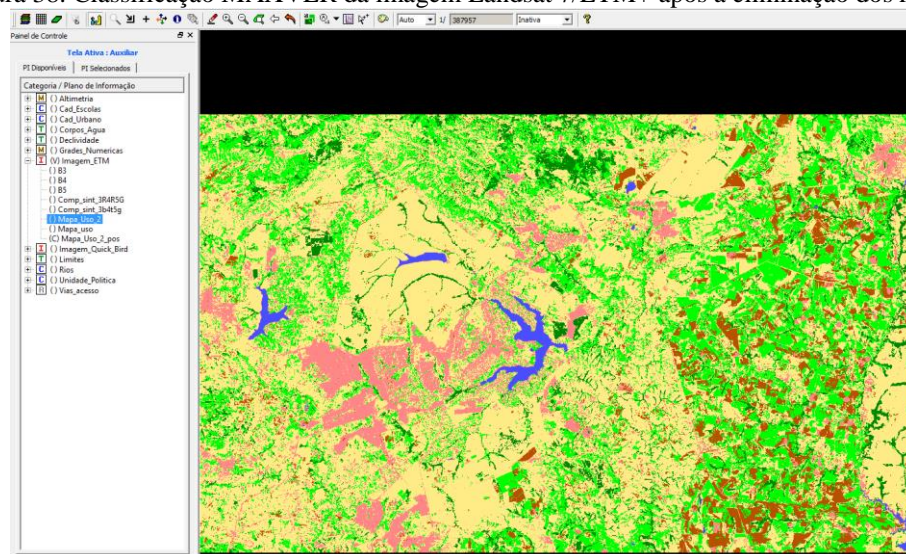 Classificação MAXVER da imagem Landsat 7/ETM+ após a eliminação dos
Auto 1/ 387957 Inativa
Painel de Controle
Tela Ativa : Auxiliar
PI Disponíveis PI Selecionados
Categoria / Plano de Informação
M () Altimetria
C () Cad_Escolas
C () Cad_Urbano
T () Corpos_Agua
T () Declividade
M () Grades_Numericas
I (V) Imagem_ETM
() B3
() B4
() B5
() Comp_sint_3R4R5G
() Comp_sint_3b4t5g
() Mapa_Uso_2
() Mapa_uso
(C) Mapa_Uso_2_pos
I () Imagem_Quick_Bird
T () Limites
C () Rios
C () Unidade_Politica
R () Vias_acesso